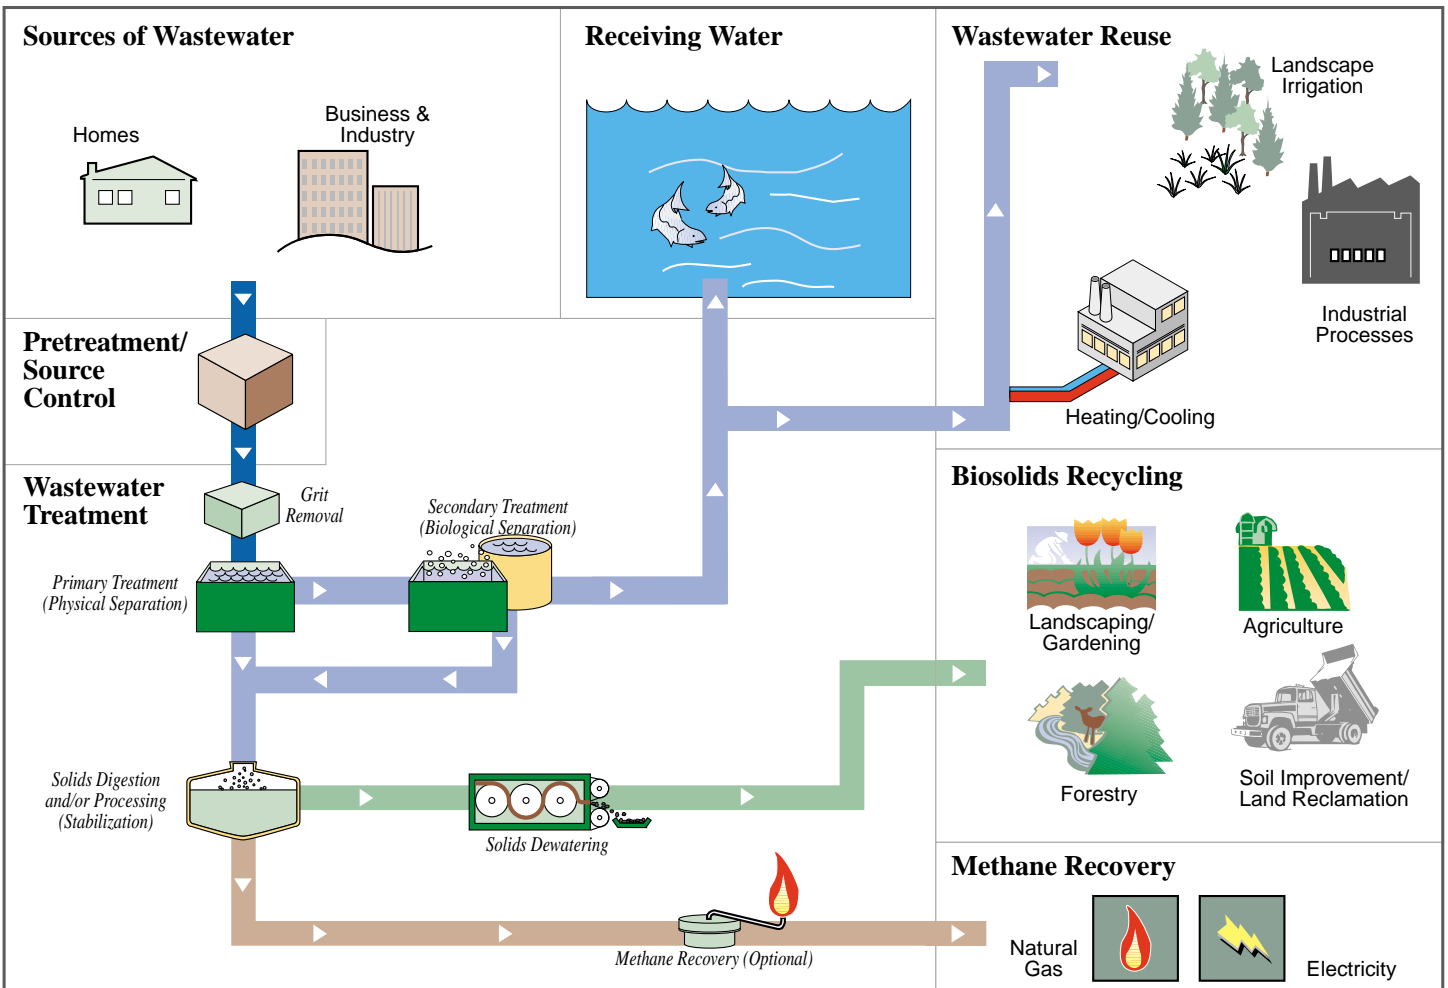 Sources of Wastewater
Homes
Business &
Industry
Receiving Water
Wastewater Reuse
Landscape
Irrigation
Industrial
Processes
Heating/Cooling
Pretreatment/
Source
Control
Wastewater
Treatment
Grit
Removal
Secondary Treatment
(Biological Separation)
Primary Treatment
(Physical Separation)
Solids Digestion
and/or Processing
(Stabilization)
Solids Dewatering
Methane Recovery (Optional)
Biosolids Recycling
Landscaping/
Gardening
Agriculture
Forestry
Soil Improvement/
Land Reclamation
Methane Recovery
Natural
Gas
Electricity